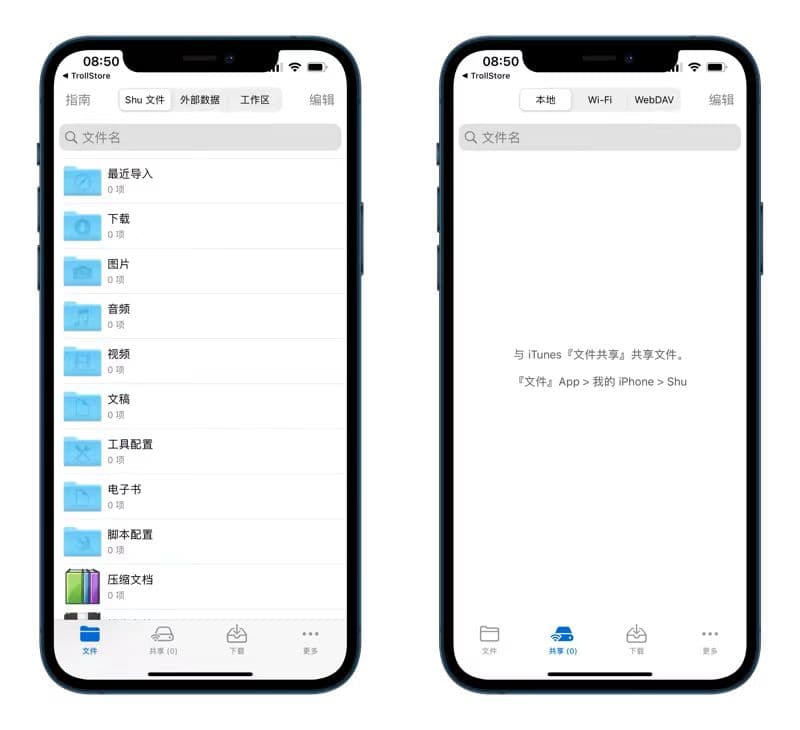 08:50
◀ TrollStore
指南
Shu 文件
外部数据
工作区
编辑
文件名
最近导入
0 项
下载
0 项
图片
0 项
音频
0 项
视频
0 项
文稿
0 项
工具配置
0 项
电子书
0 项
脚本配置
0 项
压缩文档
0 项
文件
共享 (0)
下载
更多
08:50
◀ TrollStore
本地
Wi-Fi
WebDAV
编辑
文件名
与 iTunes『文件共享』共享文件。
『文件』App > 我的 iPhone > Shu
文件
共享 (0)
下载
更多